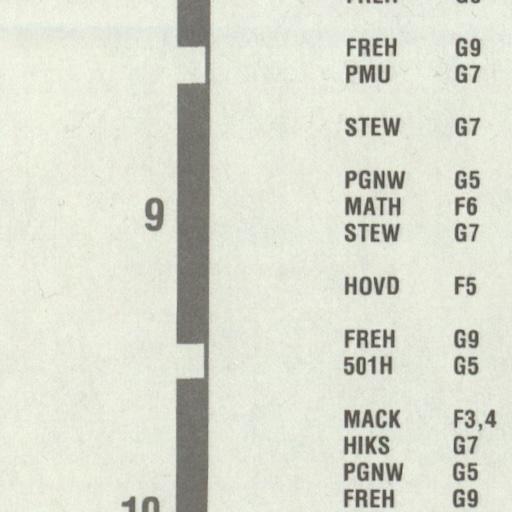 FREH G9
PMU G7
STEW G7
PGNW G5
9
MATH F6
STEW G7
HOVD F5
FREH G9
501H G5
MACK F3,4
HIKS G7
PGNW G5
FREH G9
10